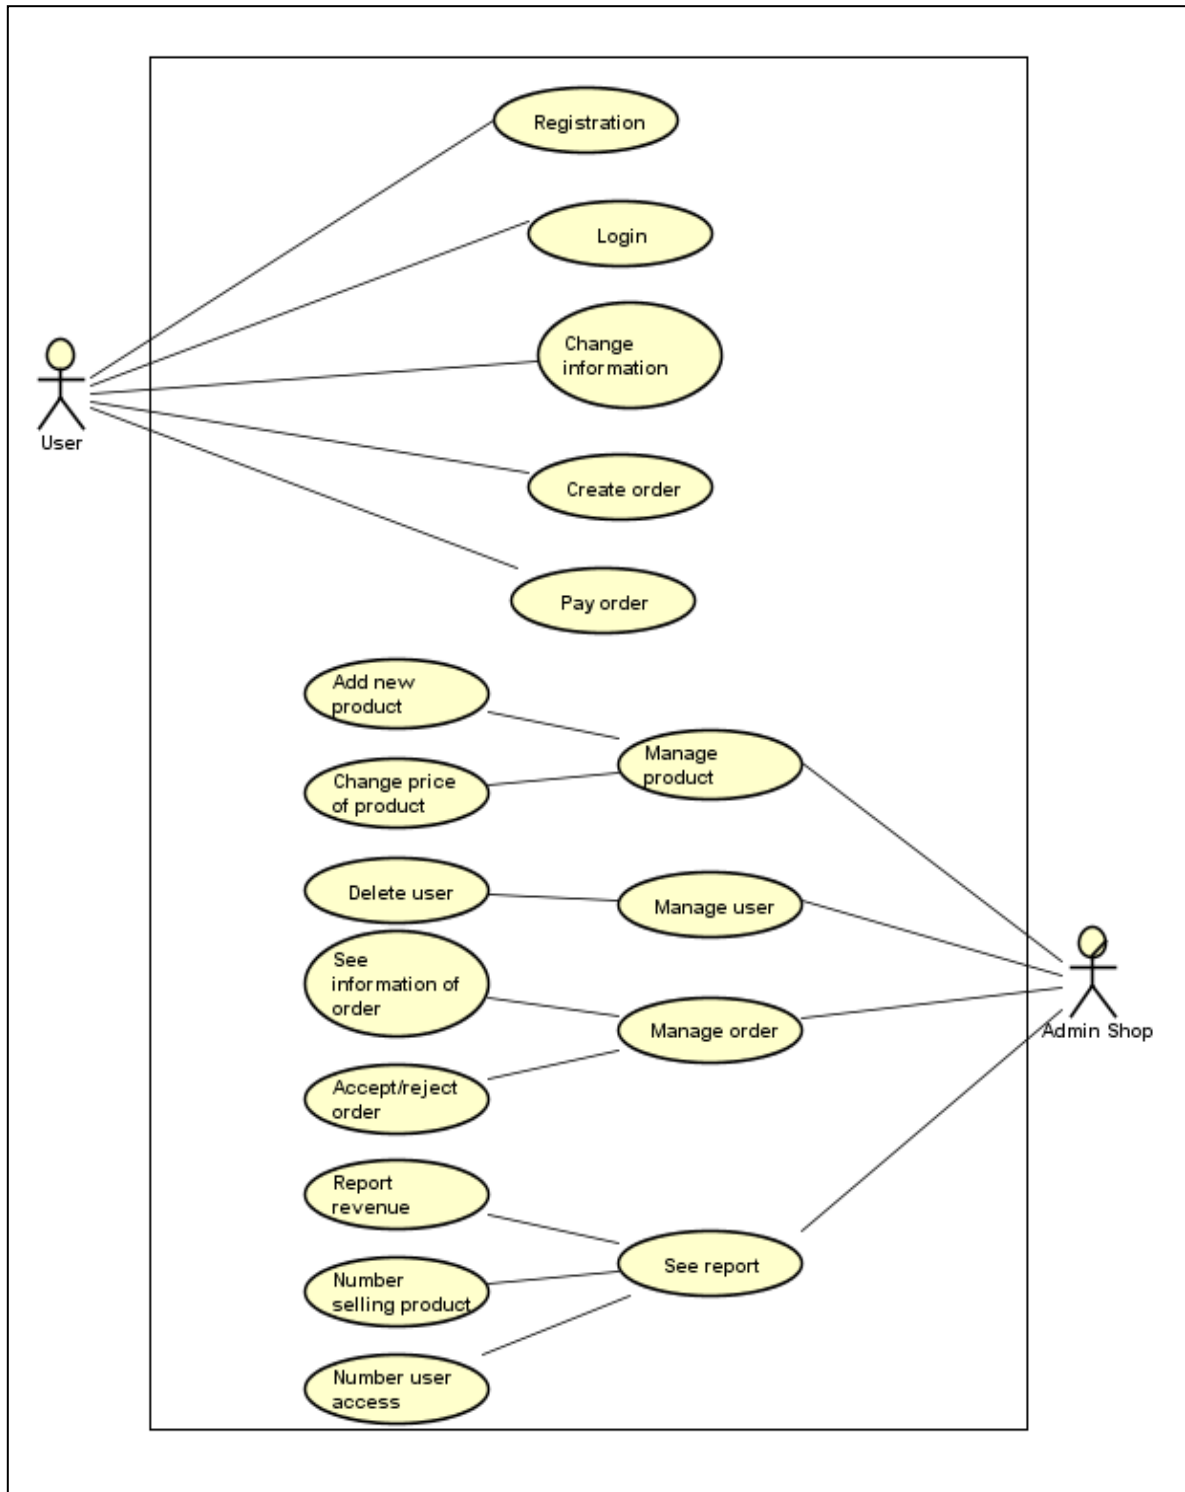 Registration
Login
Change
information
User
Create order
Pay order
Add new
product
Manage
product
Change price
of product
Delete user
Manage user
See
information of
order
Manage order
Admin Shop
Accept/reject
order
Report
revenue
See report
Number
selling product
Number user
access